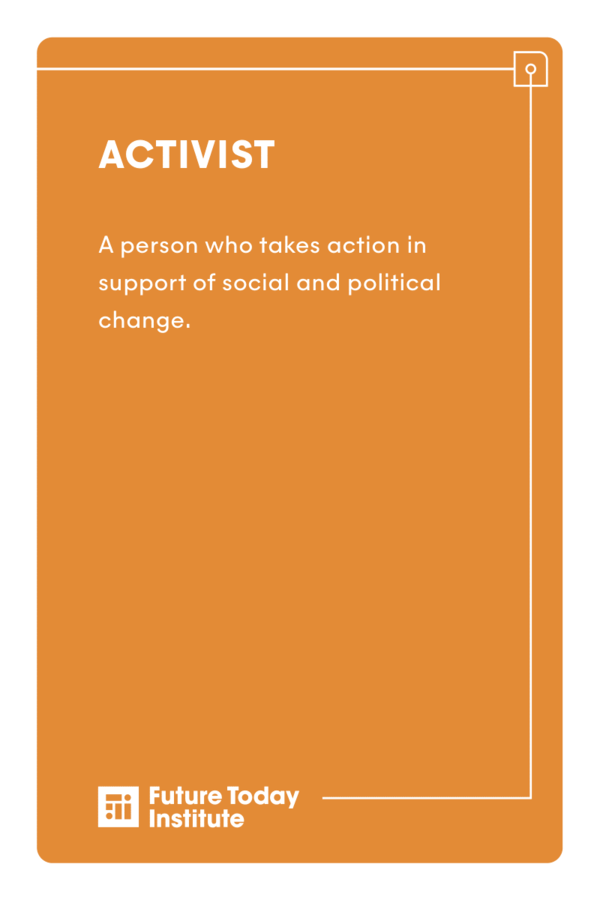 ACTIVIST
A person who takes action in
support of social and political
change.
Future Today
Institute